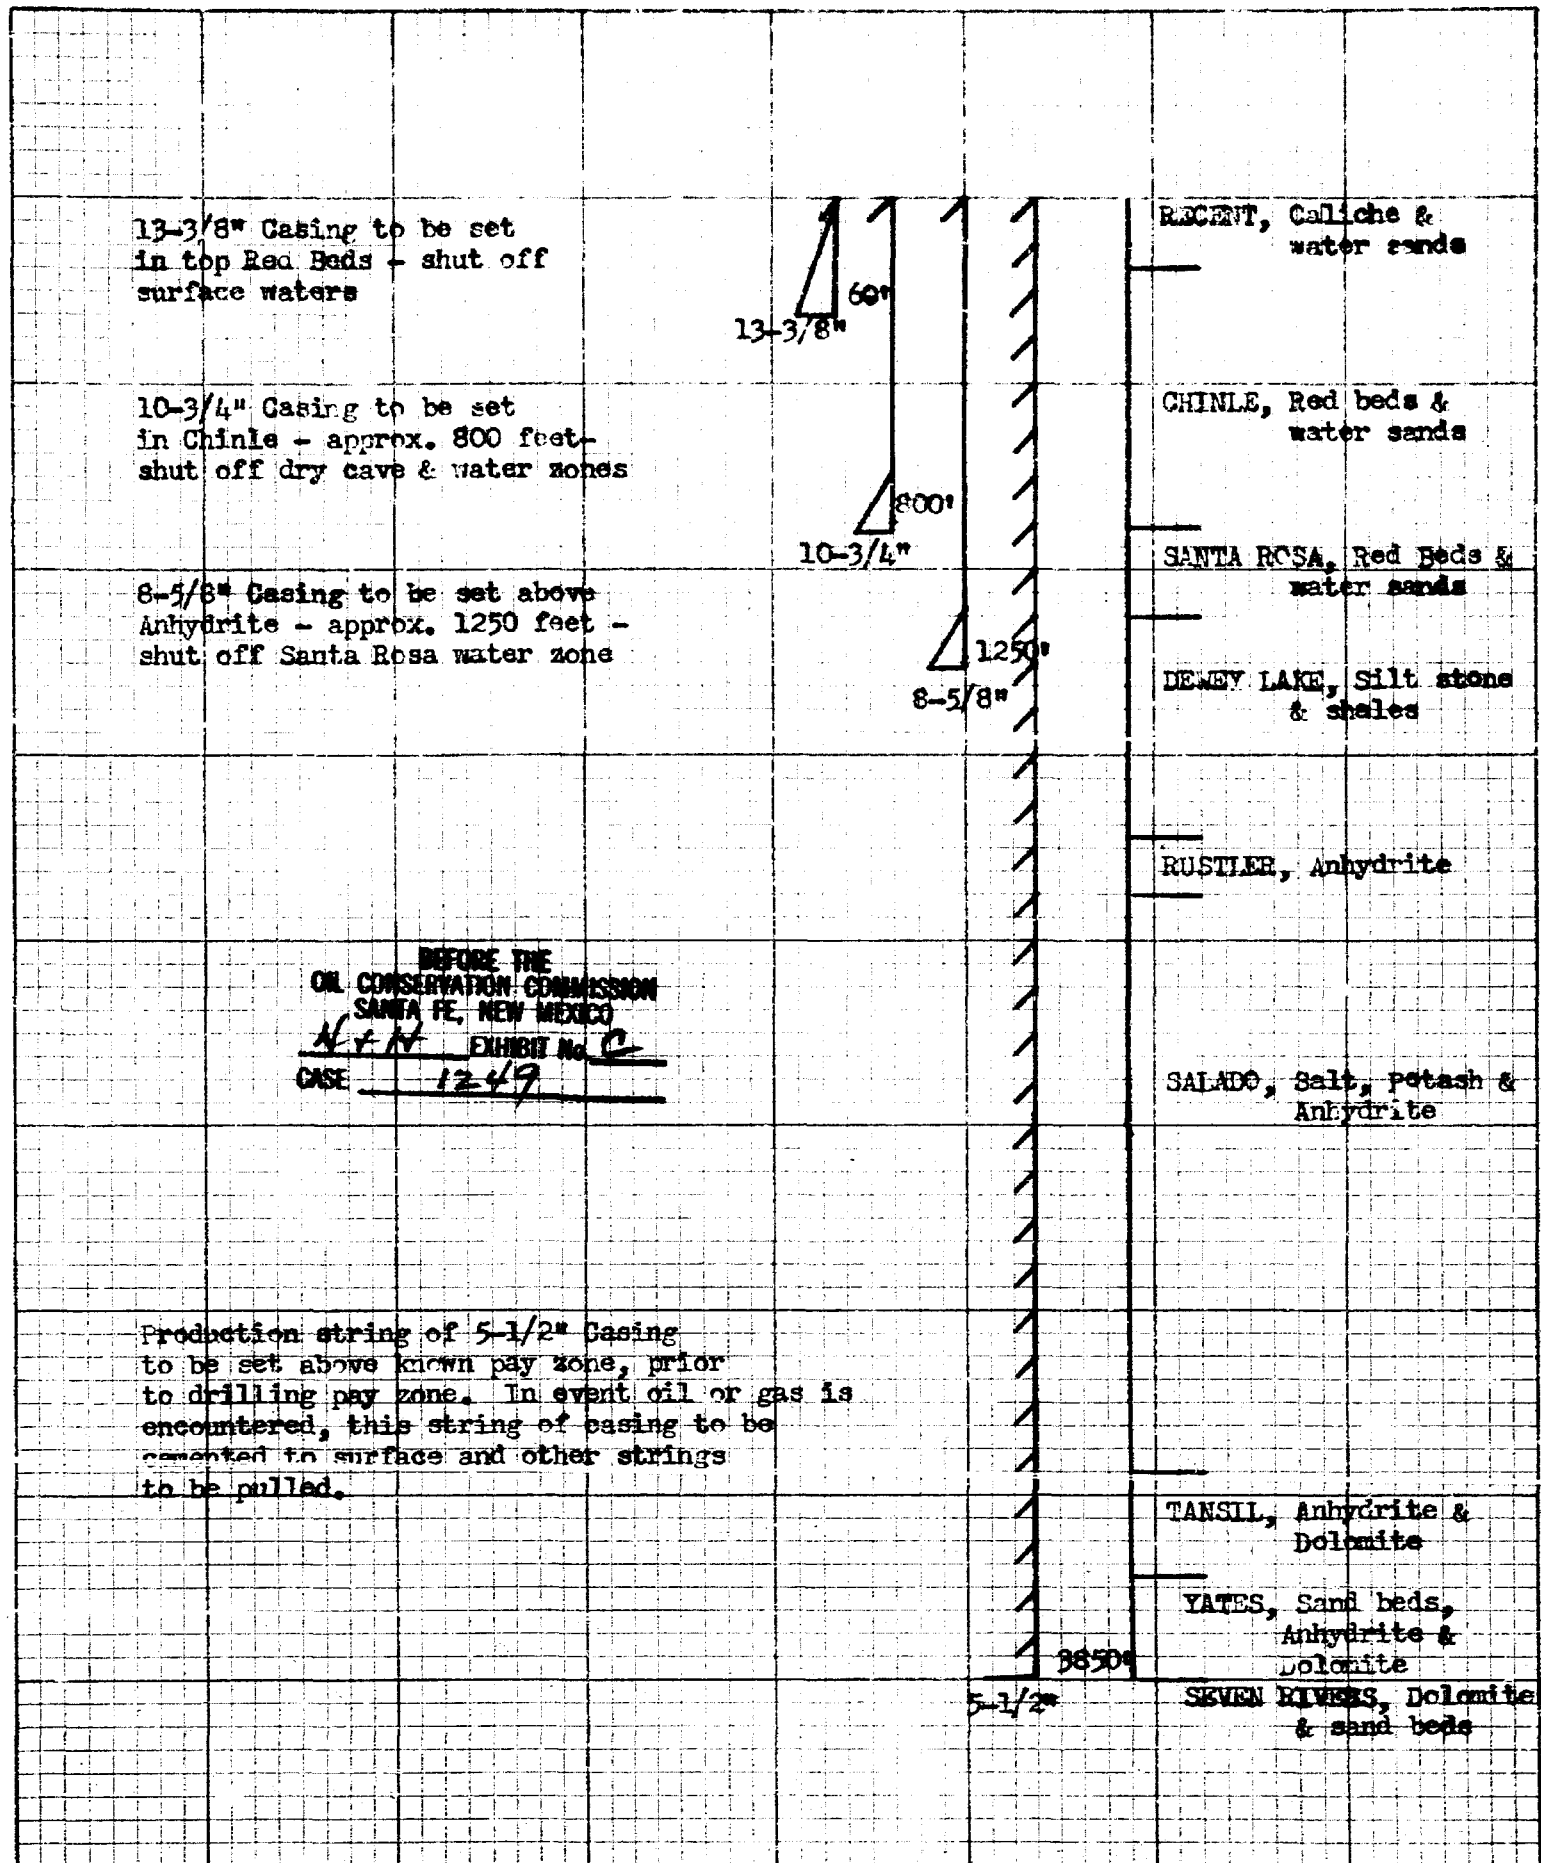 13-3/8" Casing to be set
in top Red Beds - shut off
surface waters
60'
13-3/8"
RECENT, Caliche &
water sands
10-3/4" Casing to be set
in Chinle - approx. 800 feet-
shut off dry cave & water zones
800'
10-3/4"
CHINLE, Red beds &
water sands
SANTA ROSA, Red Beds &
water sands
8-5/8" Casing to be set above
Anhydrite - approx. 1250 feet -
shut off Santa Rosa water zone
1250'
8-5/8"
DEWEY LAKE, Silt stone
& shales
RUSTLER, Anhydrite
BEFORE THE
OIL CONSERVATION COMMISSION
SANTA FE, NEW MEXICO
N + N EXHIBIT No. C
CASE 1249
SALADO, Salt, Potash &
Anhydrite
Production string of 5-1/2" Casing
to be set above known pay zone, prior
to drilling pay zone. In event oil or gas is
encountered, this string of casing to be
cemented to surface and other strings
to be pulled.
TANSIL, Anhydrite &
Dolomite
YATES, Sand beds,
Anhydrite &
Dolomite
3850'
5-1/2"
SEVEN RIVERS, Dolomite
& sand beds